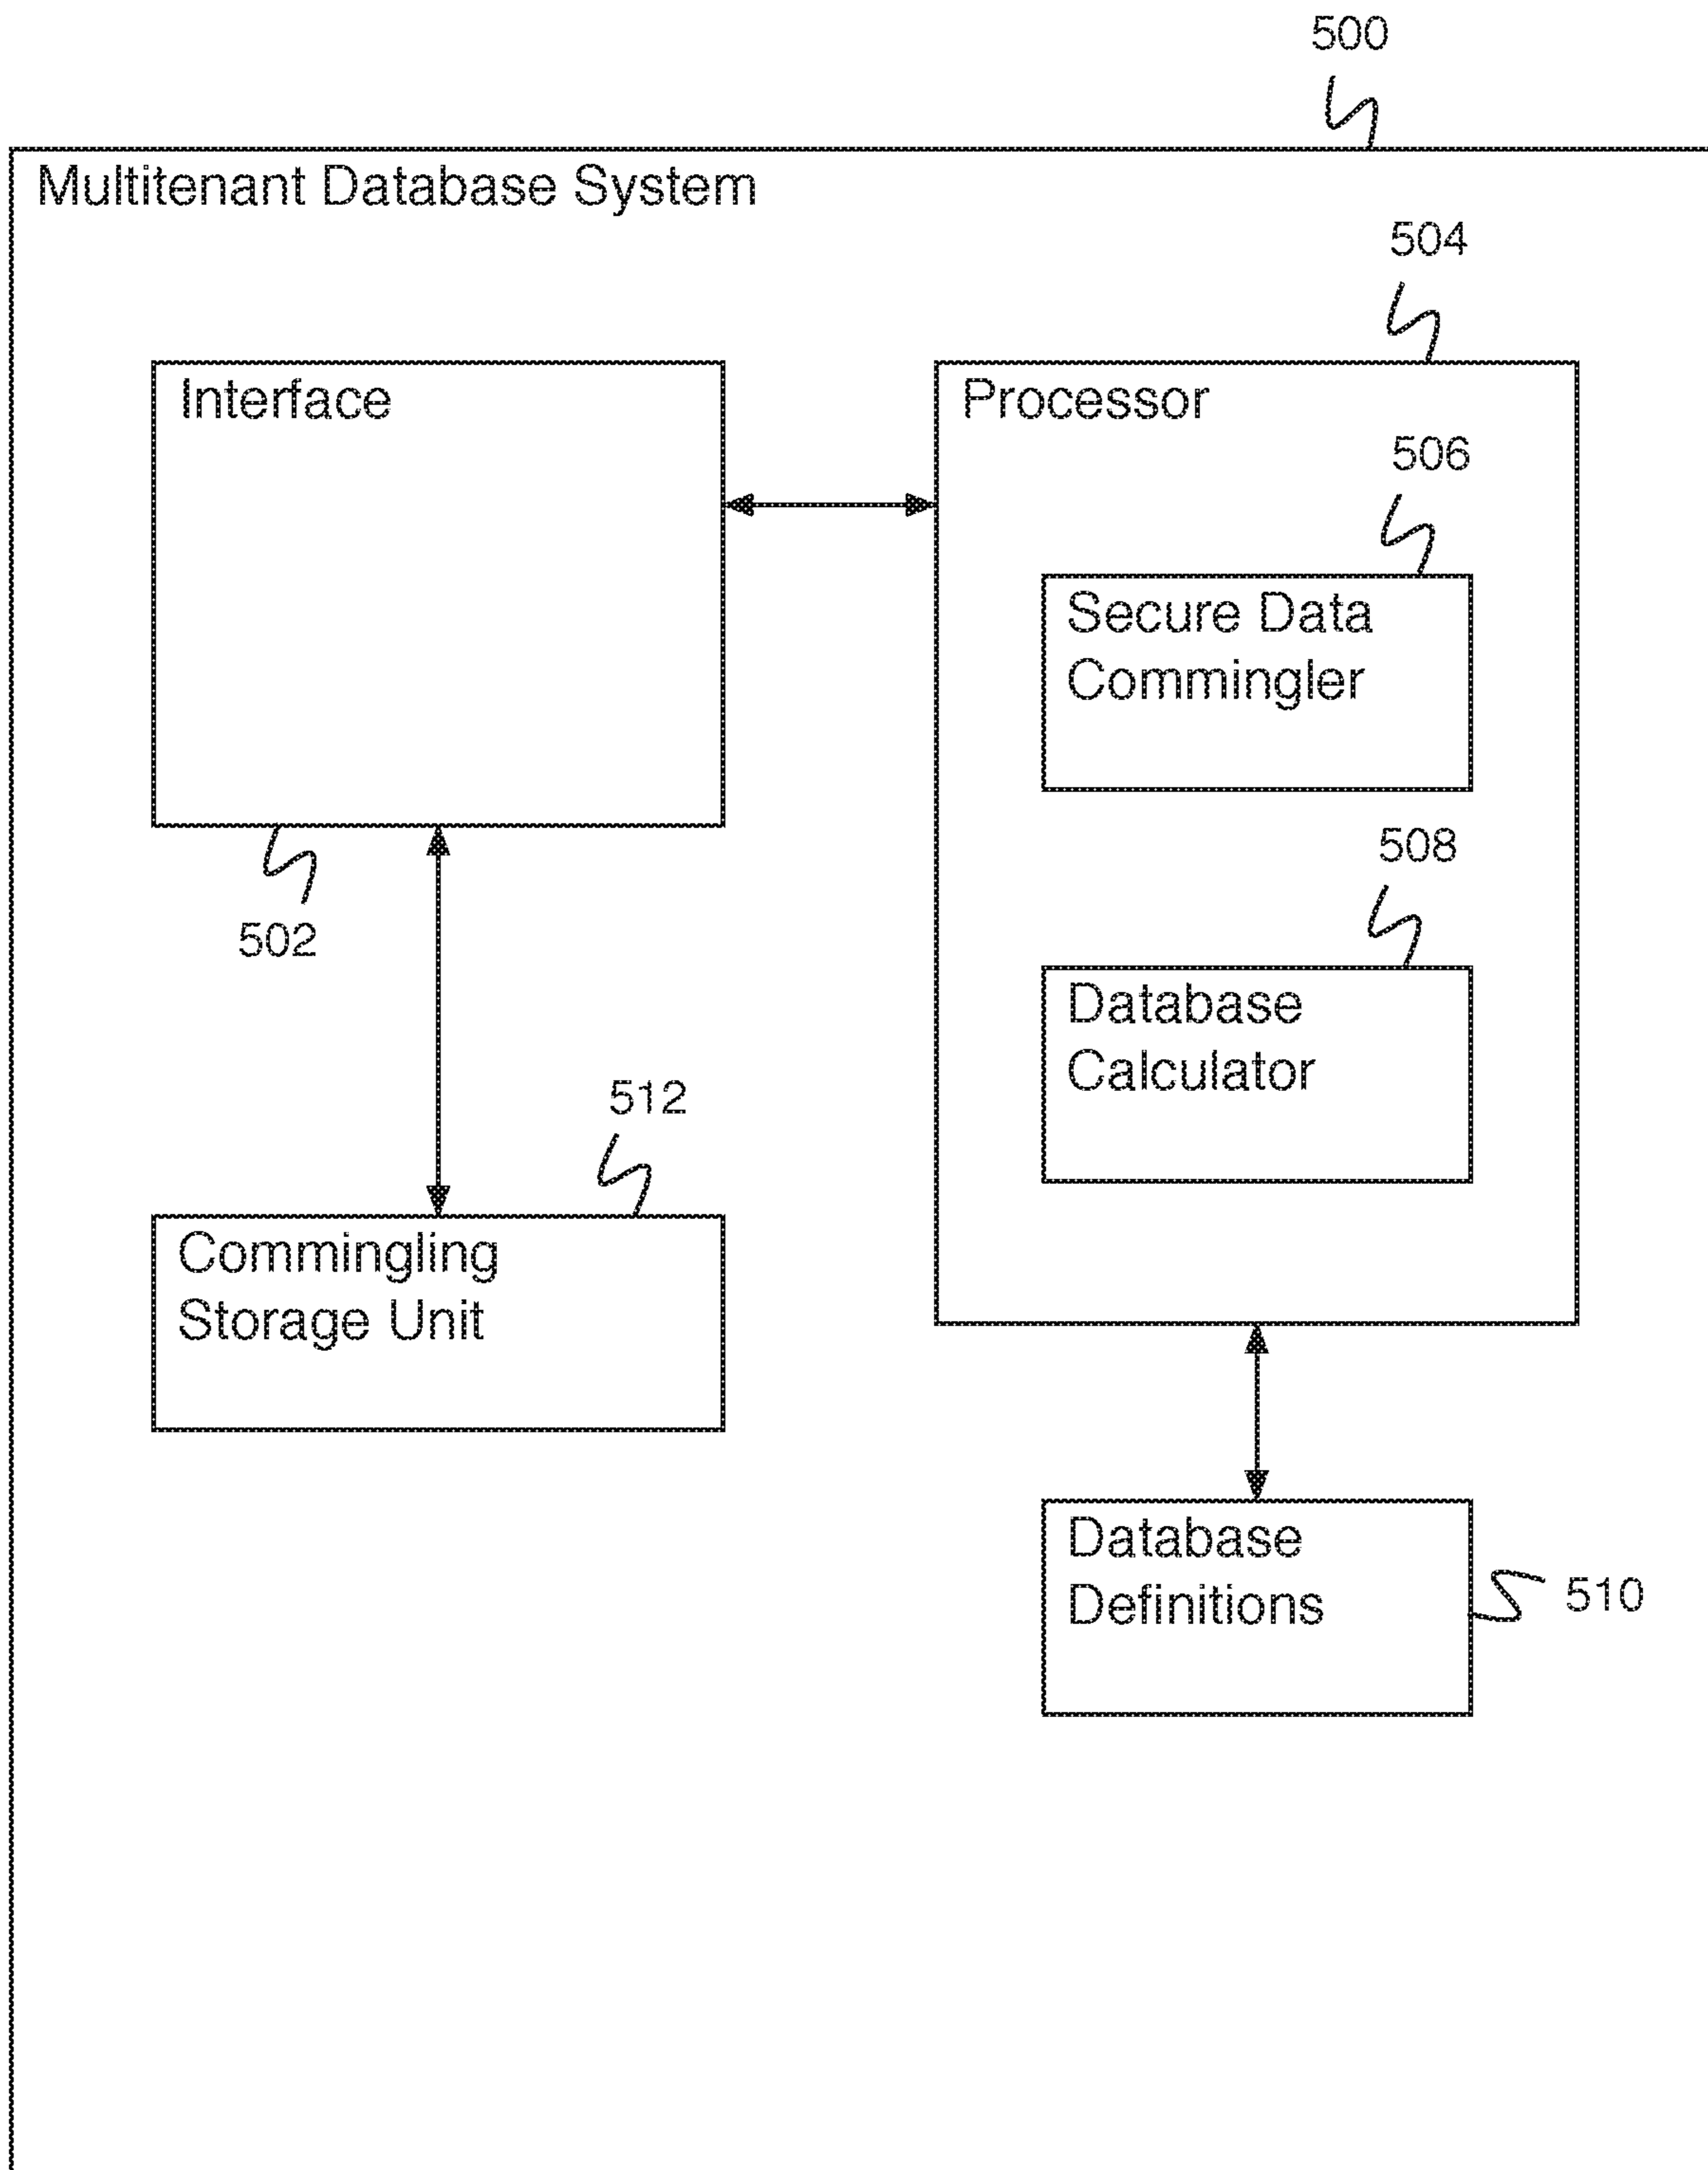 500
Multitenant Database System
504
Interface
Processor
506
Secure Data
Commingler
508
502
Database
Calculator
512
Commingling
Storage Unit
Database
Definitions
510